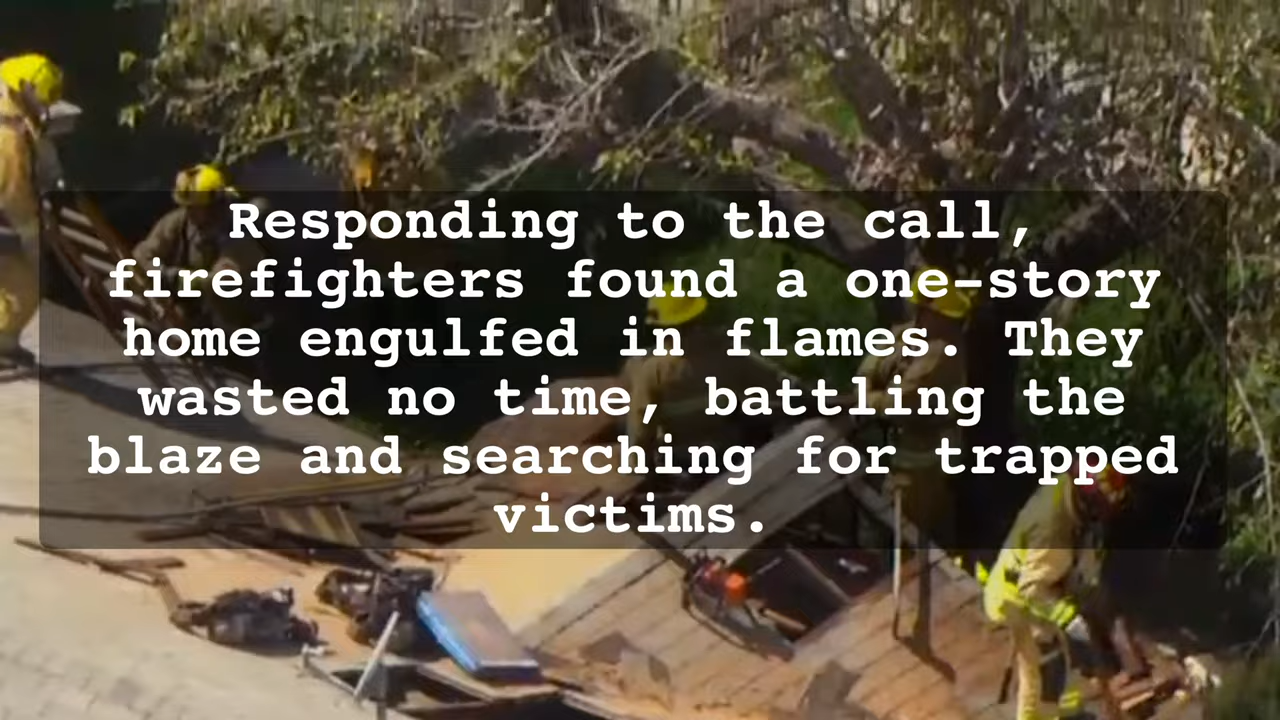 Responding to the call,
firefighters found a one-story
home engulfed in flames. They
wasted no time, battling the
blaze and searching for trapped
victims.